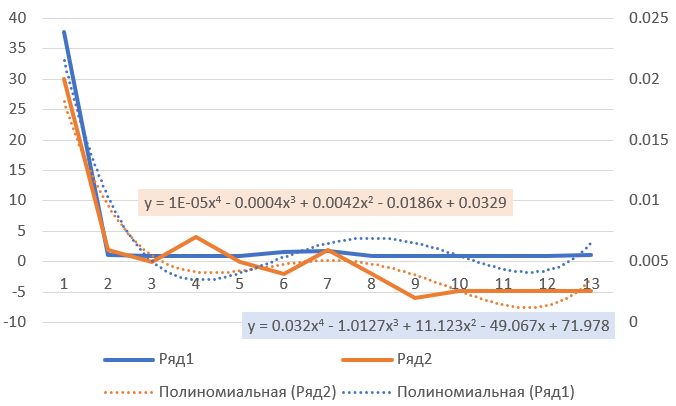 40 0.025
35
30 0.02
25
20 0.015
15
10 0.01
y = 1E-05x⁴ - 0.0004x³ + 0.0042x² - 0.0186x + 0.0329
5
0 0.005
1 2 3 4 5 6 7 8 9 10 11 12 13
-5
-10 0
y = 0.032x⁴ - 1.0127x³ + 11.123x² - 49.067x + 71.978
Ряд1 Ряд2
Полиномиальная (Ряд2) Полиномиальная (Ряд1)